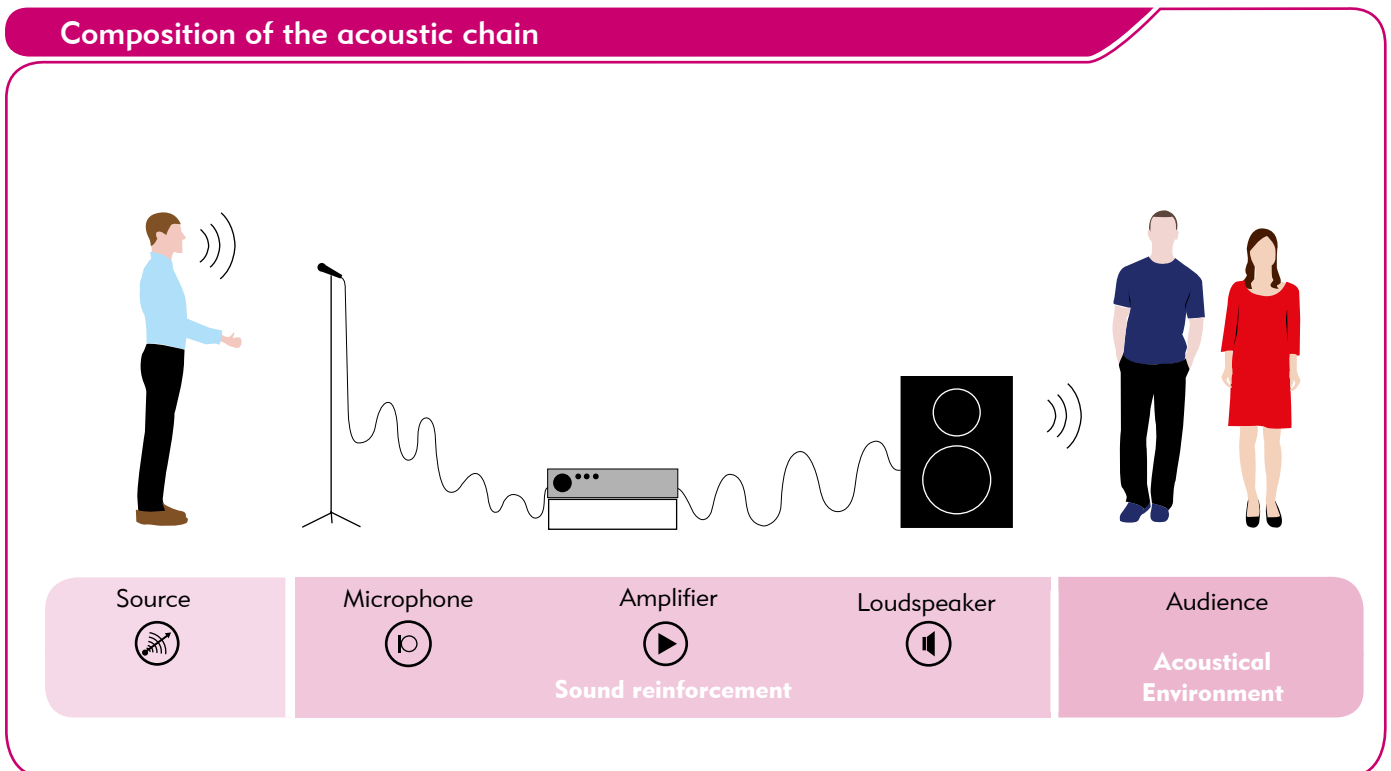 Composition of the acoustic chain
Source
Microphone
Amplifier
Loudspeaker
Audience
Sound reinforcement
Acoustical
Environment